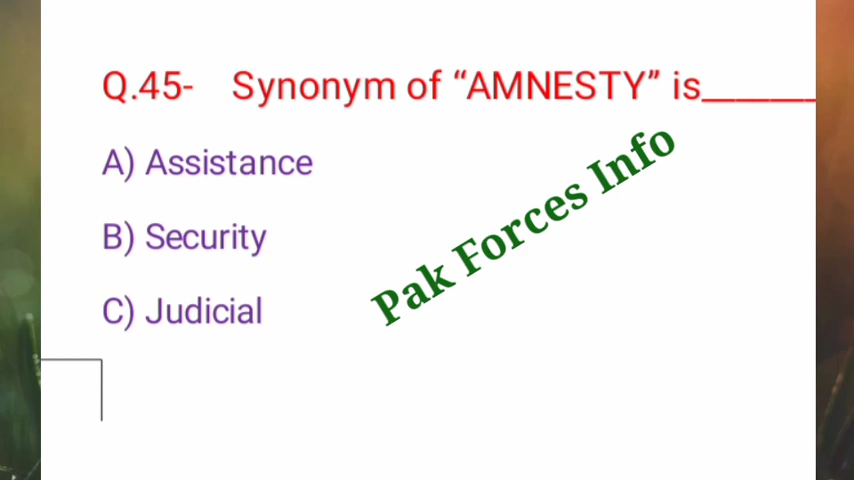 Q.45- Synonym of “AMNESTY” is______
A) Assistance
B) Security
C) Judicial
Pak Forces Info